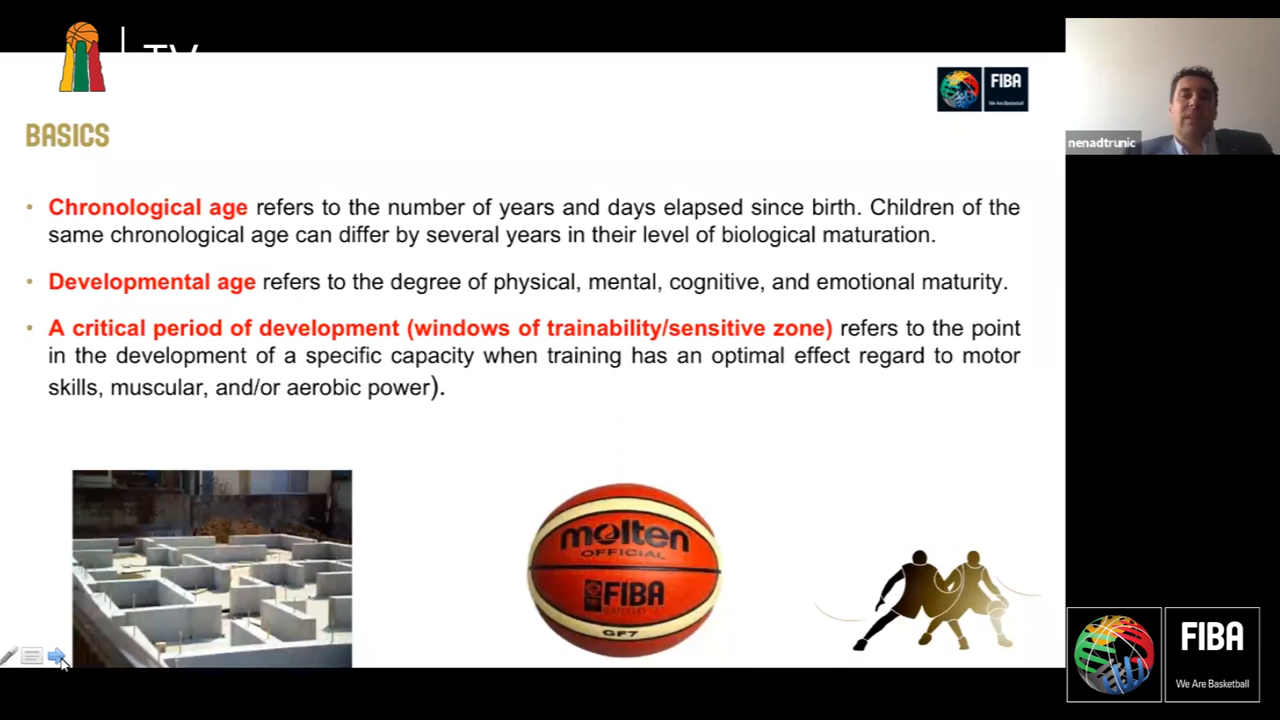 TV
FIBA
We Are Basketball
nenadtrunic
BASICS
• Chronological age refers to the number of years and days elapsed since birth. Children of the
same chronological age can differ by several years in their level of biological maturation.
• Developmental age refers to the degree of physical, mental, cognitive, and emotional maturity.
• A critical period of development (windows of trainability/sensitive zone) refers to the point
in the development of a specific capacity when training has an optimal effect regard to motor
skills, muscular, and/or aerobic power).
molten
OFFICIAL
FIBA
GF7
FIBA
We Are Basketball